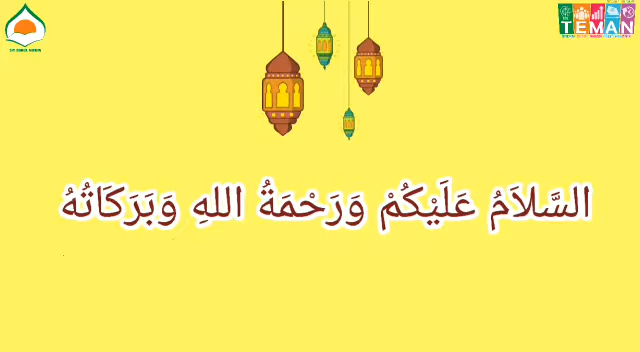 TEMAN
السَّلاَمُ عَلَيْكُمْ وَرَحْمَةُ اللهِ وَبَرَكَاتُهُ